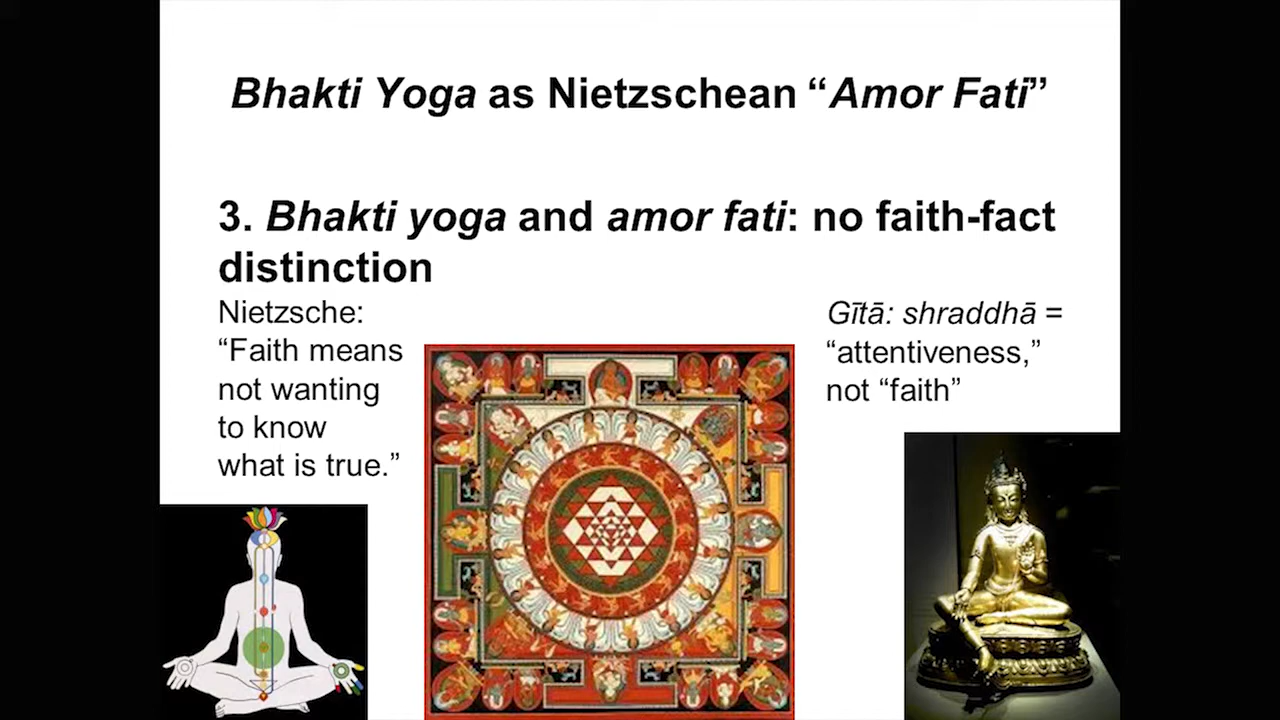 Bhakti Yoga as Nietzschean “Amor Fati”
3. Bhakti yoga and amor fati: no faith-fact
distinction
Nietzsche:
“Faith means
not wanting
to know
what is true.”
Gītā: shraddhā =
“attentiveness,”
not “faith”